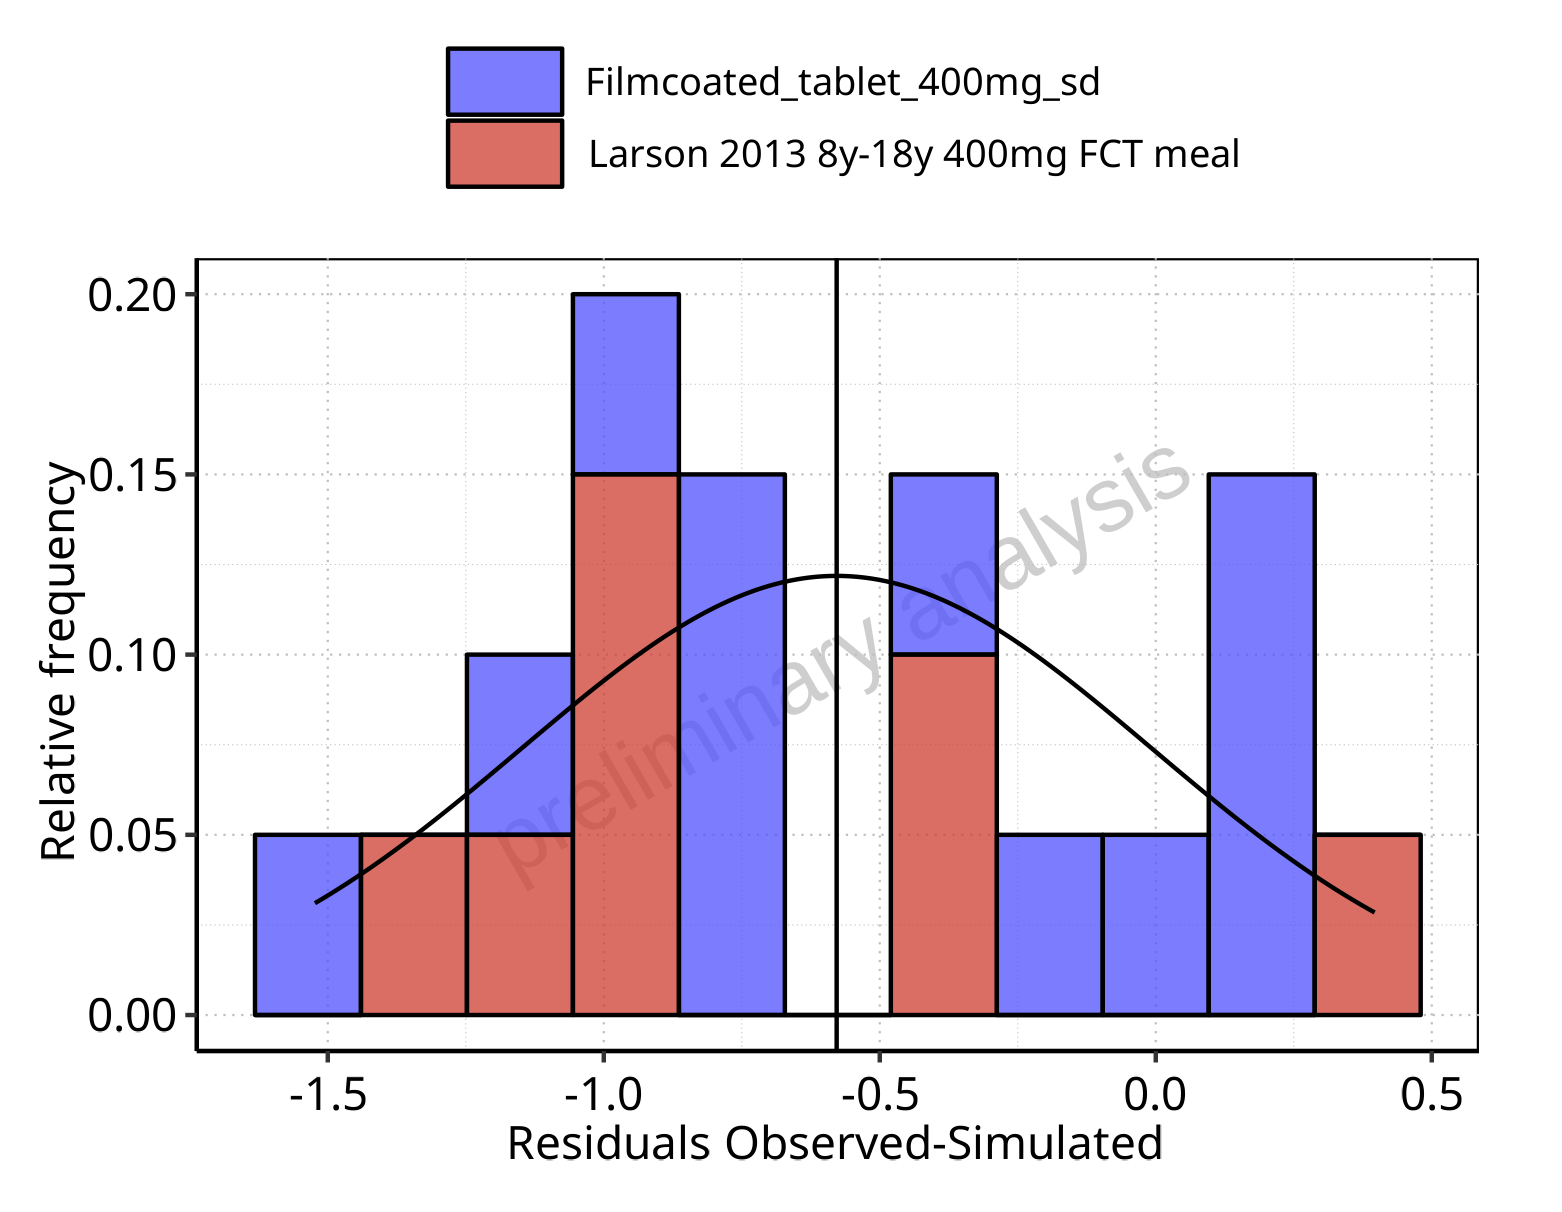 Filmcoated_tablet_400mg_sd
Larson 2013 8y-18y 400mg FCT meal
0.20
0.15
0.10
0.05
0.00
Relative frequency
preliminary analysis
-1.5 -1.0 -0.5 0.0 0.5
Residuals Observed-Simulated